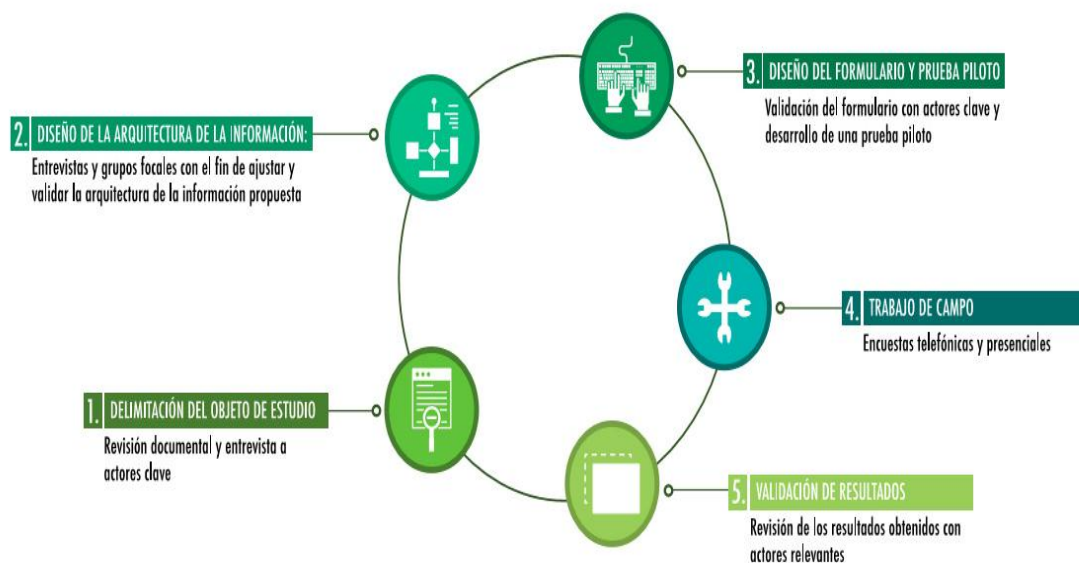 1. DELIMITACIÓN DEL OBJETO DE ESTUDIO
Revisión documental y entrevista a
actores clave
2. DISEÑO DE LA ARQUITECTURA DE LA INFORMACIÓN:
Entrevistas y grupos focales con el fin de ajustar y
validar la arquitectura de la información propuesta
3. DISEÑO DEL FORMULARIO Y PRUEBA PILOTO
Validación del formulario con actores clave y
desarrollo de una prueba piloto
4. TRABAJO DE CAMPO
Encuestas telefónicas y presenciales
5. VALIDACIÓN DE RESULTADOS
Revisión de los resultados obtenidos con
actores relevantes